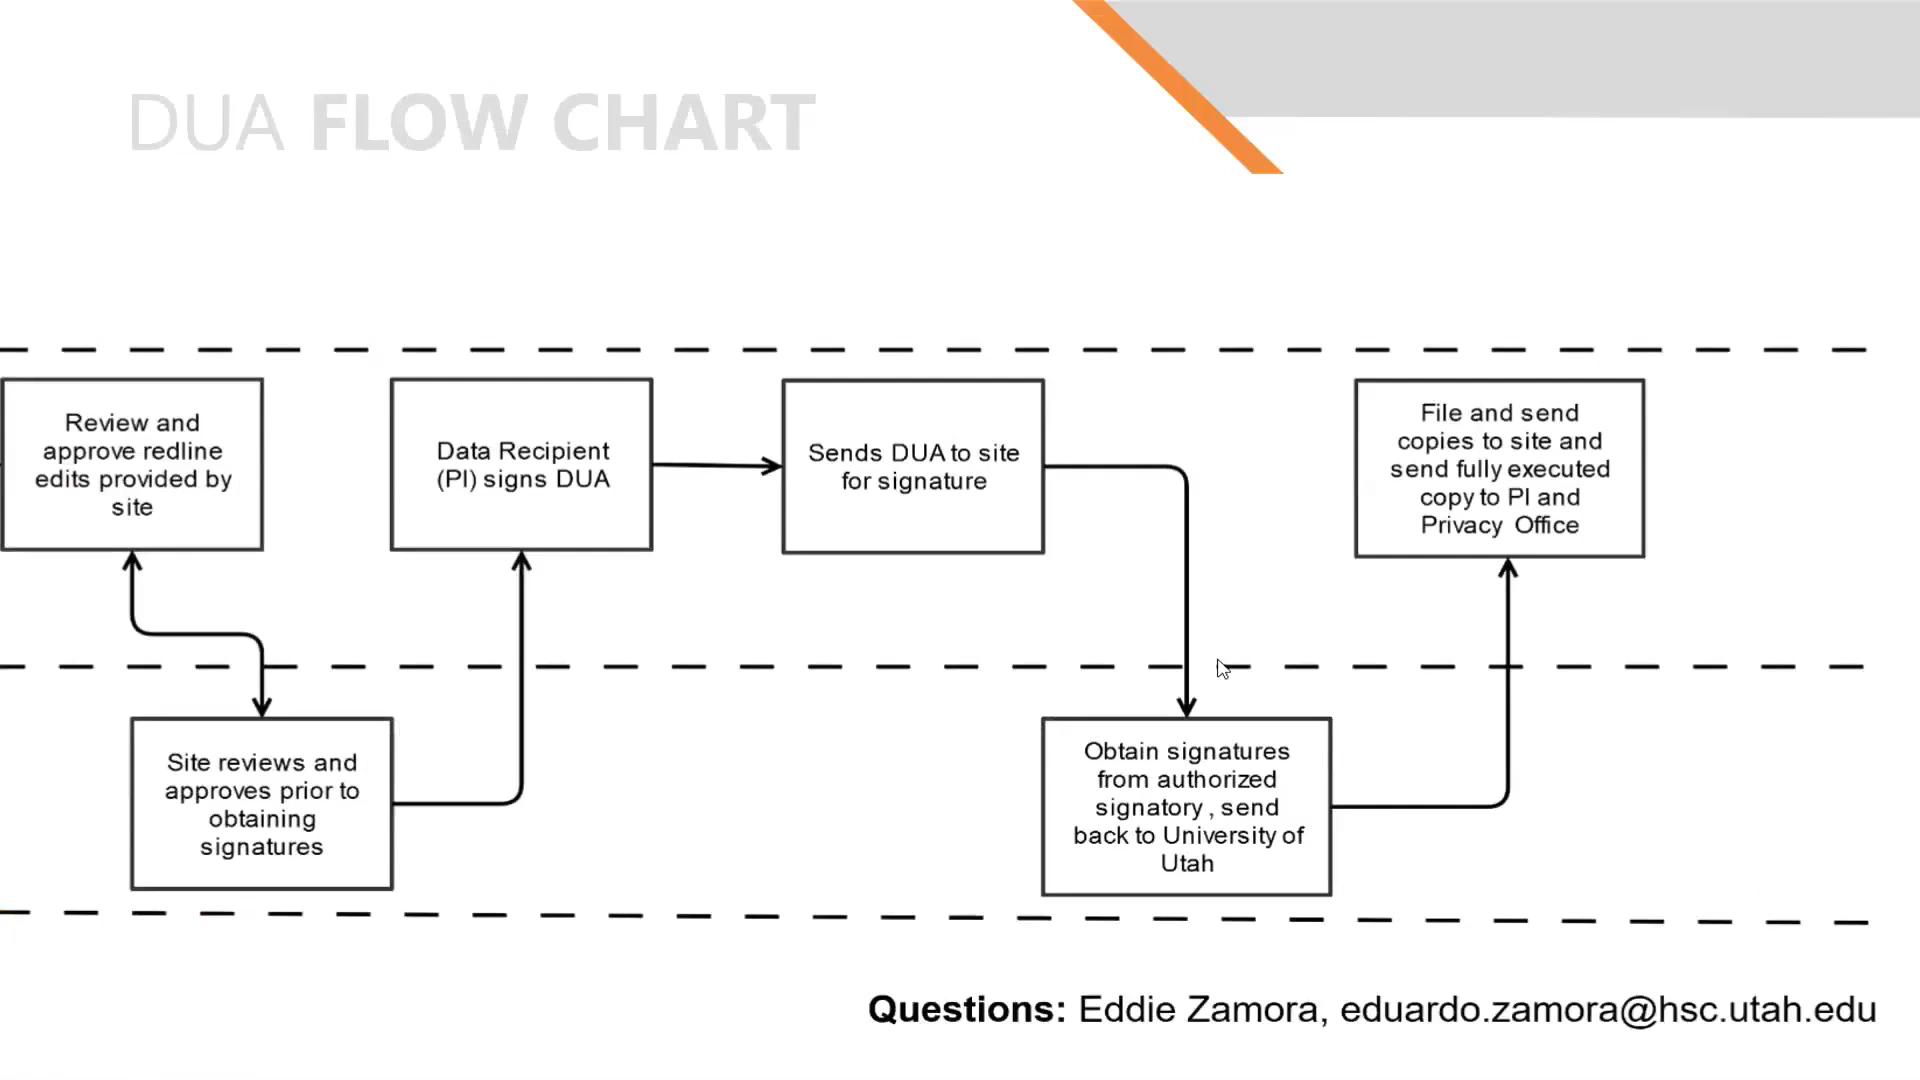 DUA FLOW CHART
Review and
approve redline
edits provided by
site
Data Recipient
(PI) signs DUA
Sends DUA to site
for signature
File and send
copies to site and
send fully executed
copy to PI and
Privacy Office
Site reviews and
approves prior to
obtaining
signatures
Obtain signatures
from authorized
signatory, send
back to University of
Utah
Questions: Eddie Zamora, eduardo.zamora@hsc.utah.edu